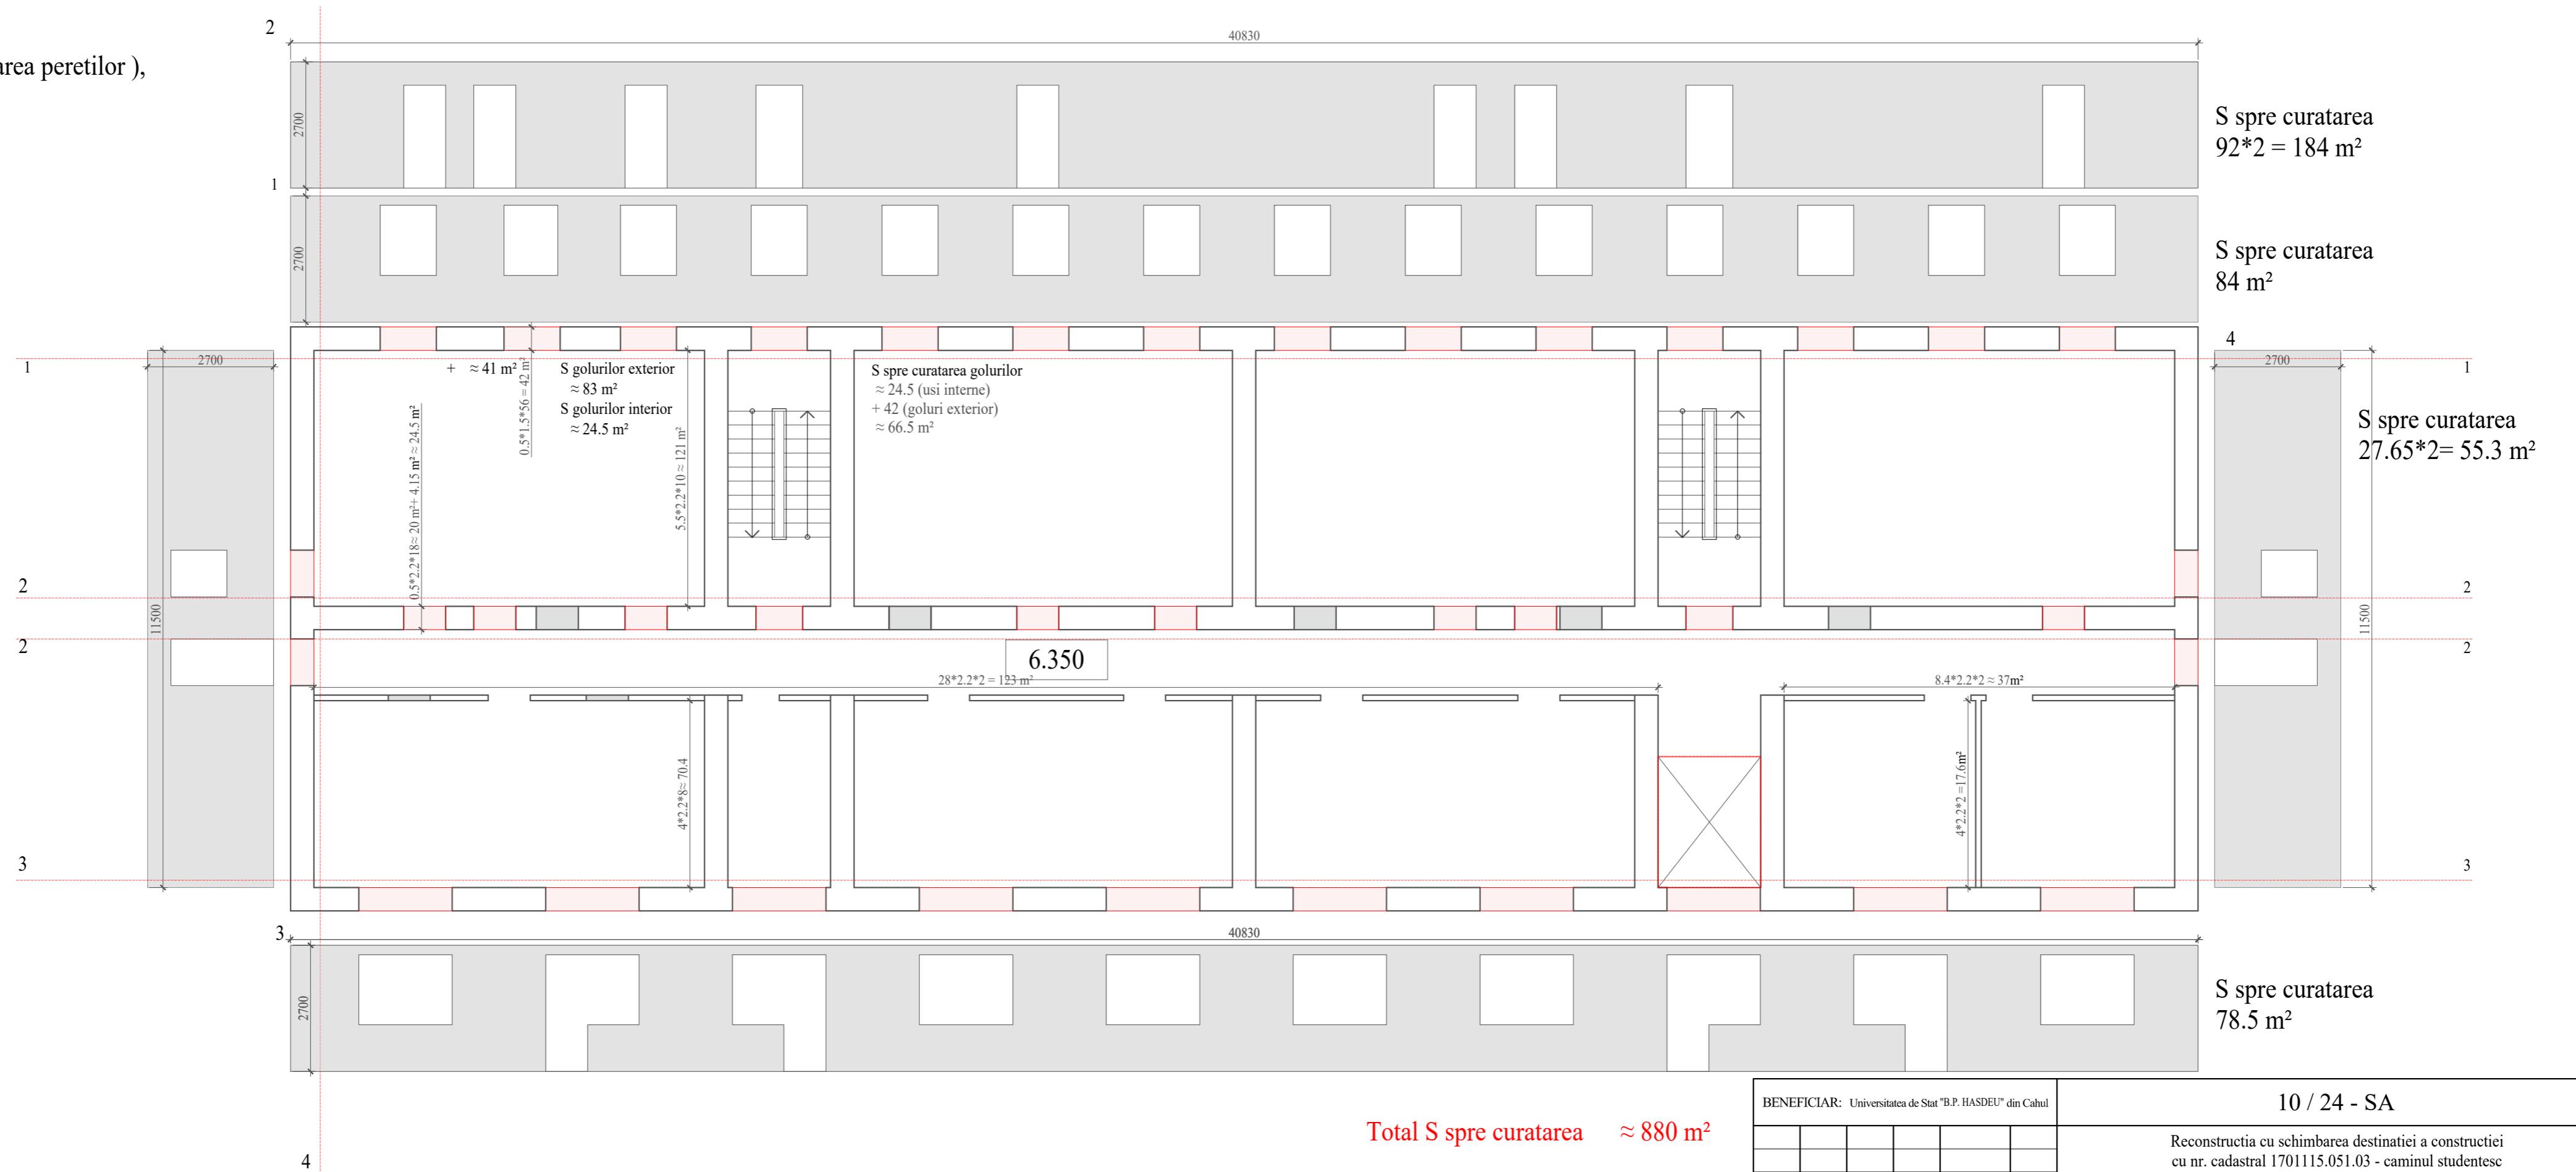 2
40830
area peretilor ),
2700
S spre curatarea
92*2 = 184 m²
1
2700
S spre curatarea
84 m²
4
1
2700
+ ≈ 41 m²
0.5*1.5*56 = 42 m²
S golurilor exterior
≈ 83 m²
S golurilor interior
≈ 24.5 m²
S spre curatarea golurilor
≈ 24.5 (usi interne)
+ 42 (goluri exterior)
≈ 66.5 m²
2700
1
S spre curatarea
27.65*2= 55.3 m²
0.5*2.2*18≈ 20 m²+ 4.15 m² ≈ 24.5 m²
5.5*2.2*10 ≈ 121 m²
2
2
11500
11500
2
2
6.350
28*2.2*2 = 123 m²
8.4*2.2*2 ≈ 37m²
4*2.2*8≈ 70.4
4*2.2*2 =17.6m²
3
3
3
40830
2700
S spre curatarea
78.5 m²
Total S spre curatarea ≈ 880 m²
BENEFICIAR: Universitatea de Stat "B.P. HASDEU" din Cahul
10 / 24 - SA
Reconstructia cu schimbarea destinatiei a constructiei
cu nr. cadastral 1701115.051.03 - caminul studentesc
4